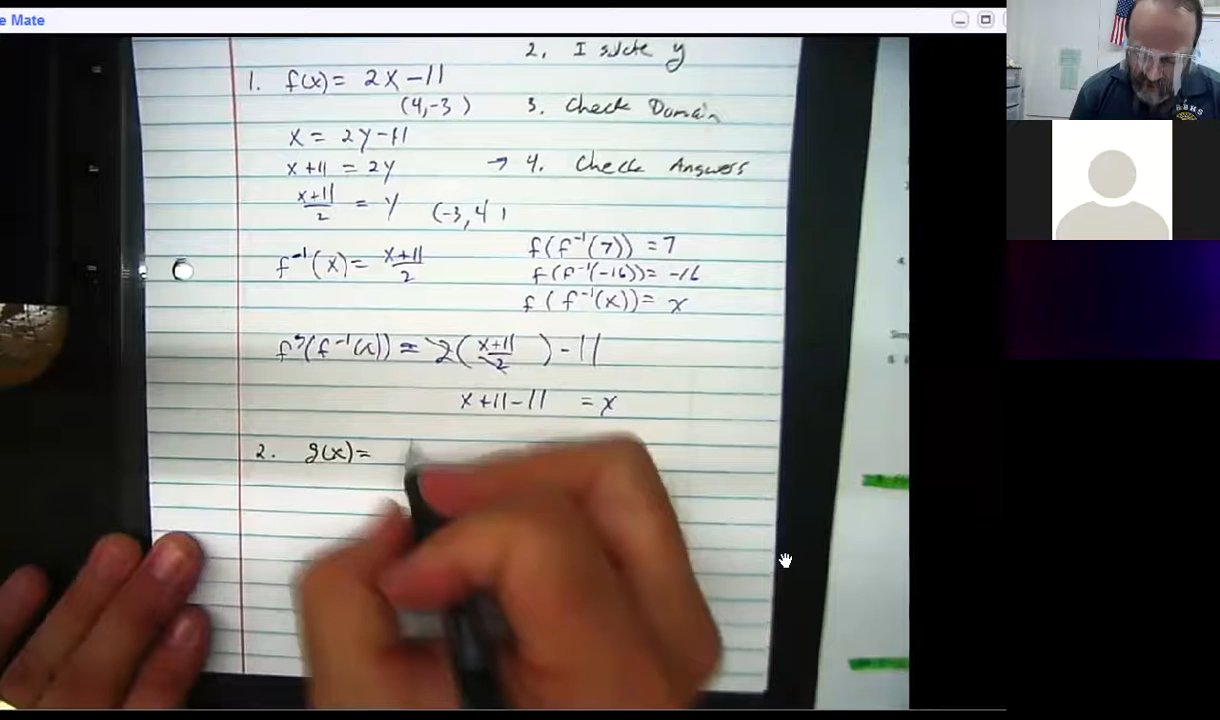 e Mate
2. Isolate y
1. f(x) = 2x - 11
(4,-3)
3. Check Domain
x = 2y - 11
x + 11 = 2y
→ 4. Check Answers
x+11/2 = y (-3,4)
f(f⁻¹(7)) = 7
f⁻¹(x) = x+11/2
f(f⁻¹(-16)) = -16
f(f⁻¹(x)) = x
f(f⁻¹(x)) = 2(x+11/2) - 11
x + 11 - 11 = x
2. g(x) =